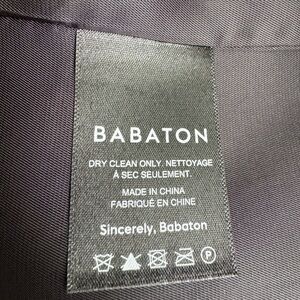 BABATON
DRY CLEAN ONLY. NETTOYAGE
À SEC SEULEMENT.
MADE IN CHINA
FABRIQUÉ EN CHINE
Sincerely, Babaton
P